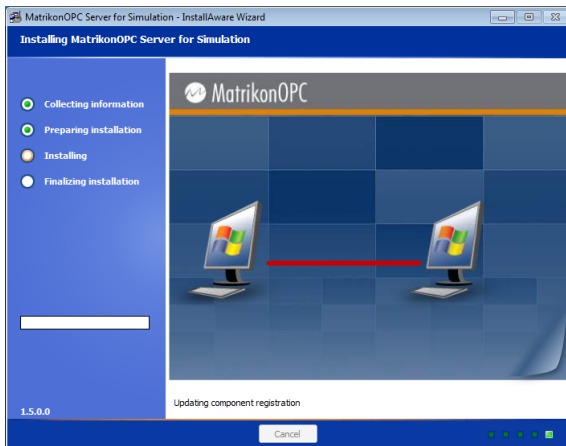 MatrikonOPC Server for Simulation - InstallAware Wizard
Installing MatrikonOPC Server for Simulation
MatrikonOPC
Collecting information
Preparing installation
Installing
Finalizing installation
Updating component registration
1.5.0.0
Cancel